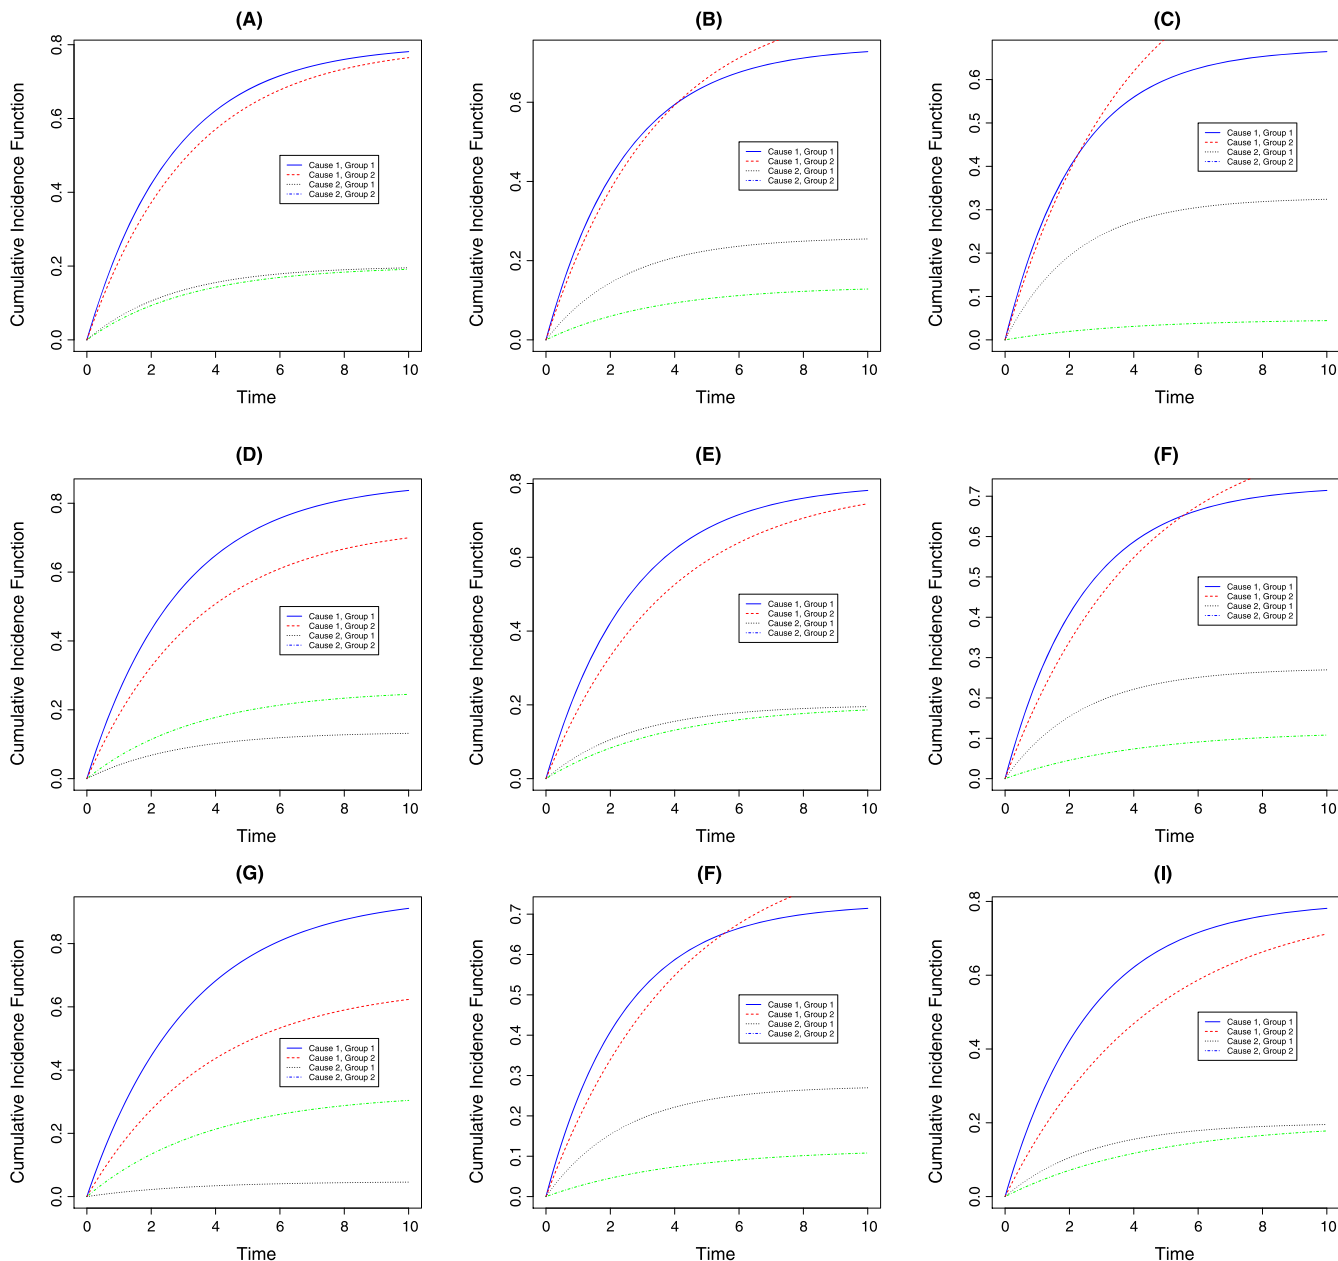 (A)
Cumulative Incidence Function
0.0 0.2 0.4 0.6 0.8
Cause 1, Group 1
Cause 1, Group 2
Cause 2, Group 1
Cause 2, Group 2
0 2 4 6 8 10
Time
(B)
Cumulative Incidence Function
0.0 0.2 0.4 0.6
Cause 1, Group 1
Cause 1, Group 2
Cause 2, Group 1
Cause 2, Group 2
0 2 4 6 8 10
Time
(C)
Cumulative Incidence Function
0.0 0.1 0.2 0.3 0.4 0.5 0.6
Cause 1, Group 1
Cause 1, Group 2
Cause 2, Group 1
Cause 2, Group 2
0 2 4 6 8 10
Time
(D)
Cumulative Incidence Function
0.0 0.2 0.4 0.6 0.8
Cause 1, Group 1
Cause 1, Group 2
Cause 2, Group 1
Cause 2, Group 2
0 2 4 6 8 10
Time
(E)
Cumulative Incidence Function
0.0 0.2 0.4 0.6 0.8
Cause 1, Group 1
Cause 1, Group 2
Cause 2, Group 1
Cause 2, Group 2
0 2 4 6 8 10
Time
(F)
Cumulative Incidence Function
0.0 0.1 0.2 0.3 0.4 0.5 0.6 0.7
Cause 1, Group 1
Cause 1, Group 2
Cause 2, Group 1
Cause 2, Group 2
0 2 4 6 8 10
Time
(G)
Cumulative Incidence Function
0.0 0.2 0.4 0.6 0.8
Cause 1, Group 1
Cause 1, Group 2
Cause 2, Group 1
Cause 2, Group 2
0 2 4 6 8 10
Time
(F)
Cumulative Incidence Function
0.0 0.1 0.2 0.3 0.4 0.5 0.6 0.7
Cause 1, Group 1
Cause 1, Group 2
Cause 2, Group 1
Cause 2, Group 2
0 2 4 6 8 10
Time
(I)
Cumulative Incidence Function
0.0 0.2 0.4 0.6 0.8
Cause 1, Group 1
Cause 1, Group 2
Cause 2, Group 1
Cause 2, Group 2
0 2 4 6 8 10
Time